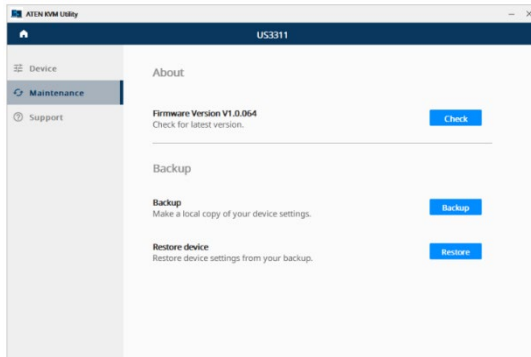 ATEN KVM Utility
US3311
Device
Maintenance
Support
About
Firmware Version V1.0.064
Check for latest version.
Check
Backup
Backup
Make a local copy of your device settings.
Backup
Restore device
Restore device settings from your backup.
Restore